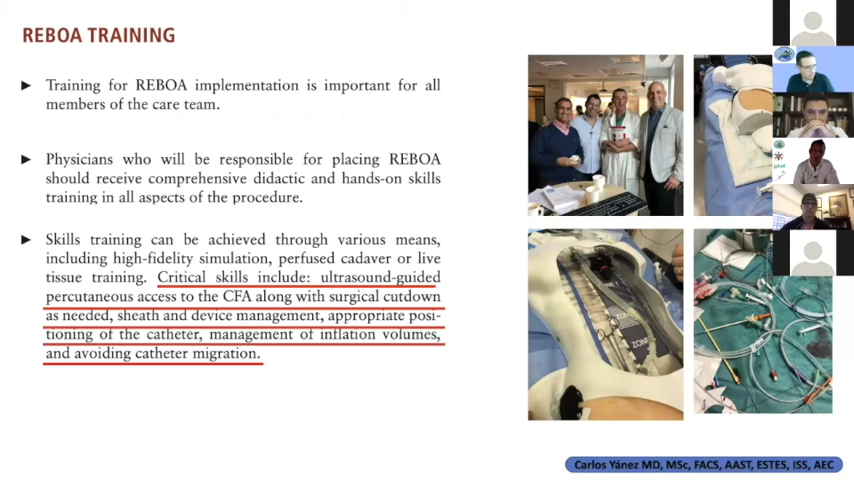 REBOA TRAINING
Training for REBOA implementation is important for all
members of the care team.
Physicians who will be responsible for placing REBOA
should receive comprehensive didactic and hands-on skills
training in all aspects of the procedure.
Skills training can be achieved through various means,
including high-fidelity simulation, perfused cadaver or live
tissue training. Critical skills include: ultrasound-guided
percutaneous access to the CFA along with surgical cutdown
as needed, sheath and device management, appropriate posi-
tioning of the catheter, management of inflation volumes,
and avoiding catheter migration.
ZONE
Carlos Yánez MD, MSc, FACS, AAST, ESTES, ISS, AEC